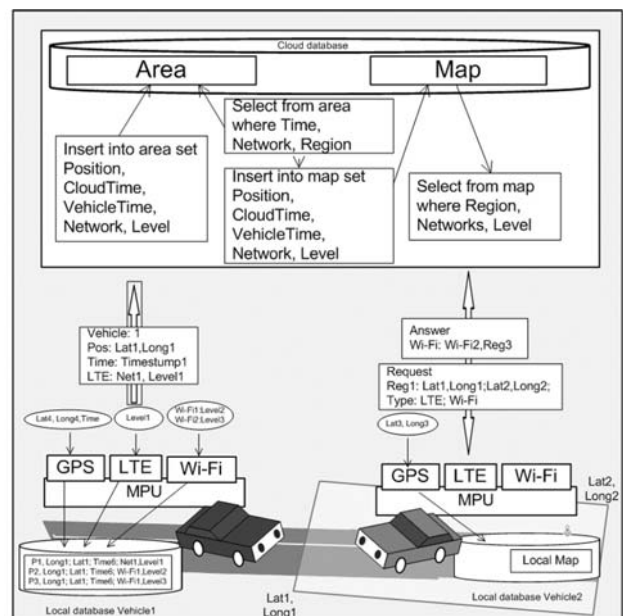 Cloud database
Area
Map
Select from area
where Time,
Network, Region
Insert into area set
Position,
CloudTime,
VehicleTime,
Network, Level
Insert into map set
Position,
CloudTime,
VehicleTime,
Network, Level
Select from map
where Region,
Networks, Level
Vehicle: 1
Pos: Lat1,Long1
Time: Timestump1
LTE: Net1, Level1
Answer
Wi-Fi: Wi-Fi2,Reg3
Request
Reg1: Lat1,Long1;Lat2,Long2;
Type: LTE; Wi-Fi
Lat4, Long4,Time
Level1
Wi-Fi1:Level2
Wi-Fi2:Level3
Lat3, Long3
GPS
LTE
Wi-Fi
MPU
GPS
LTE
Wi-Fi
MPU
Lat2,
Long2
P1, Long1; Lat1; Time6; Net1,Level1
P2, Long1; Lat1; Time6; Wi-Fi1,Level2
P3, Long1; Lat1; Time6; Wi-Fi1,Level3
Local Map
Local database Vehicle1
Lat1,
Long1
Local database Vehicle2